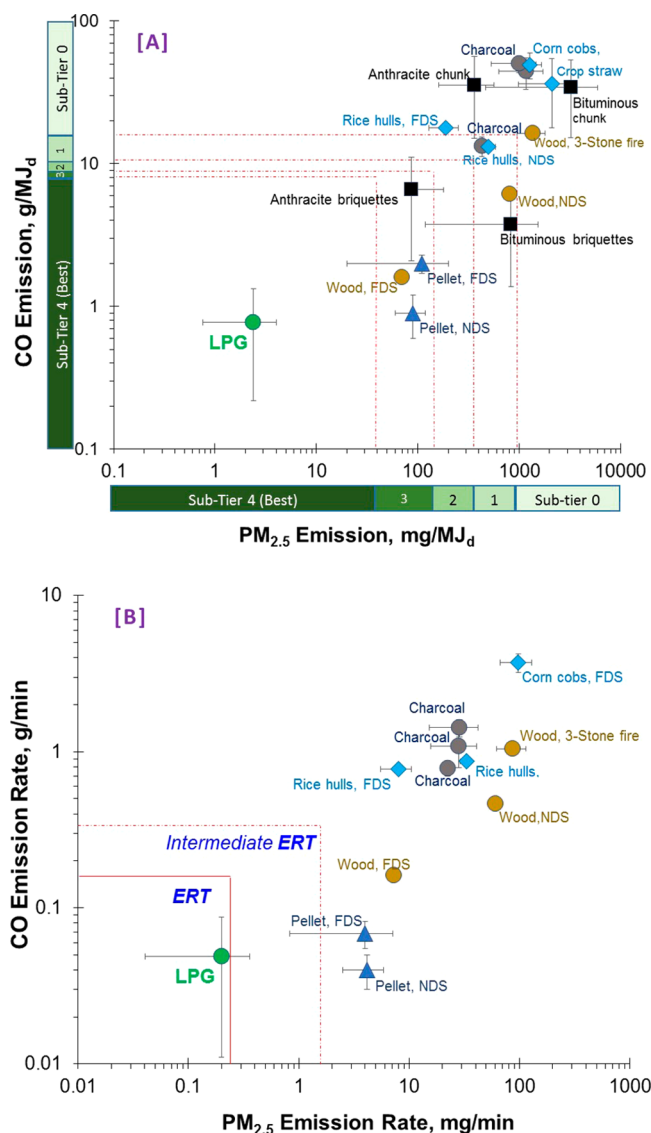 [A]
CO Emission, g/MJd
Sub-Tier 0
1
2
3
Sub-Tier 4 (Best)
100
10
1
0.1
Charcoal
Corn cobs,
Anthracite chunk
Crop straw
Bituminous
chunk
Rice hulls, FDS
Charcoal
Wood, 3-Stone fire
Rice hulls, NDS
Anthracite briquettes
Wood,NDS
Bituminous briquettes
Pellet, FDS
Wood, FDS
Pellet, NDS
LPG
0.1 1 10 100 1000 10000
Sub-Tier 4 (Best) 3 2 1 Sub-tier 0
PM2.5 Emission, mg/MJd
[B]
CO Emission Rate, g/min
10
1
0.1
0.01
Corn cobs, FDS
Charcoal
Charcoal
Wood, 3-Stone fire
Rice hulls, FDS
Charcoal
Rice hulls,
Wood,NDS
Intermediate ERT
Wood, FDS
ERT
Pellet, FDS
LPG
Pellet, NDS
0.01 0.1 1 10 100 1000
PM2.5 Emission Rate, mg/min